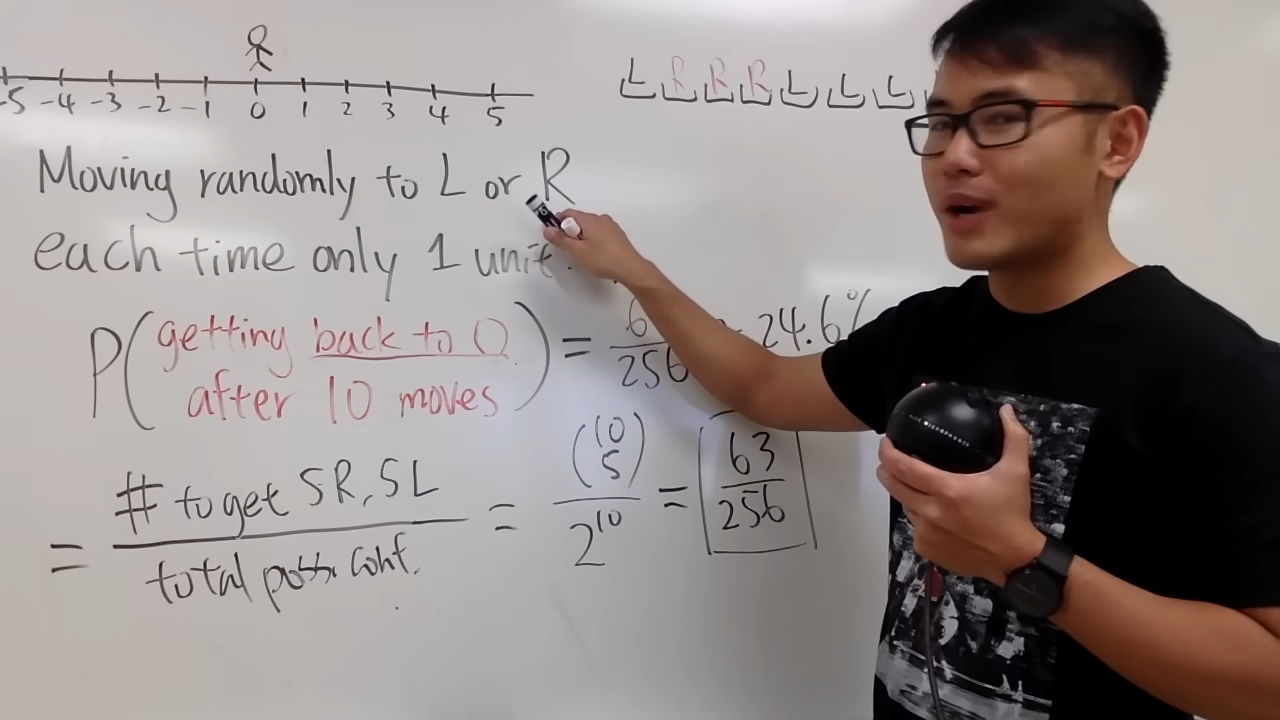 -5 -4 -3 -2 -1 0 1 2 3 4 5
L R R R L L L
Moving randomly to L or R
each time only 1 unit.
P(getting back to 0 after 10 moves) = 6 / 256 24.6%
= # to get 5R, 5L / total poss. conf. = (10 5) / 2^10 = 63 / 256